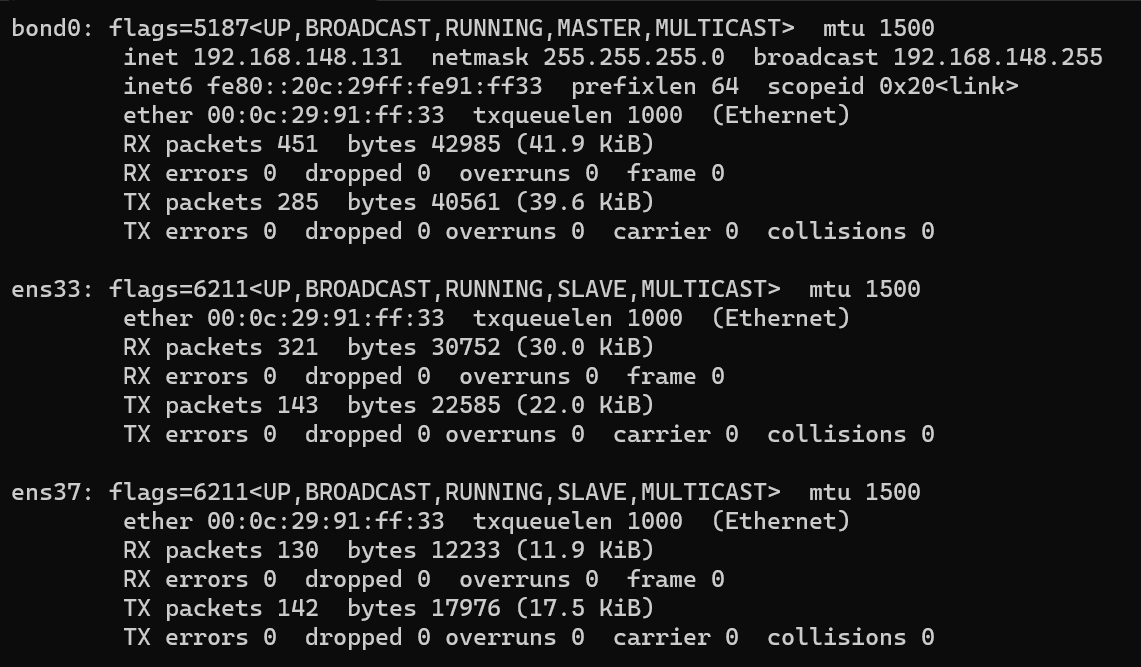 bond0: flags=5187<UP,BROADCAST,RUNNING,MASTER,MULTICAST>  mtu 1500
        inet 192.168.148.131  netmask 255.255.255.0  broadcast 192.168.148.255
        inet6 fe80::20c:29ff:fe91:ff33  prefixlen 64  scopeid 0x20<link>
        ether 00:0c:29:91:ff:33  txqueuelen 1000  (Ethernet)
        RX packets 451  bytes 42985 (41.9 KiB)
        RX errors 0  dropped 0  overruns 0  frame 0
        TX packets 285  bytes 40561 (39.6 KiB)
        TX errors 0  dropped 0 overruns 0  carrier 0  collisions 0

ens33: flags=6211<UP,BROADCAST,RUNNING,SLAVE,MULTICAST>  mtu 1500
        ether 00:0c:29:91:ff:33  txqueuelen 1000  (Ethernet)
        RX packets 321  bytes 30752 (30.0 KiB)
        RX errors 0  dropped 0  overruns 0  frame 0
        TX packets 143  bytes 22585 (22.0 KiB)
        TX errors 0  dropped 0 overruns 0  carrier 0  collisions 0

ens37: flags=6211<UP,BROADCAST,RUNNING,SLAVE,MULTICAST>  mtu 1500
        ether 00:0c:29:91:ff:33  txqueuelen 1000  (Ethernet)
        RX packets 130  bytes 12233 (11.9 KiB)
        RX errors 0  dropped 0  overruns 0  frame 0
        TX packets 142  bytes 17976 (17.5 KiB)
        TX errors 0  dropped 0 overruns 0  carrier 0  collisions 0